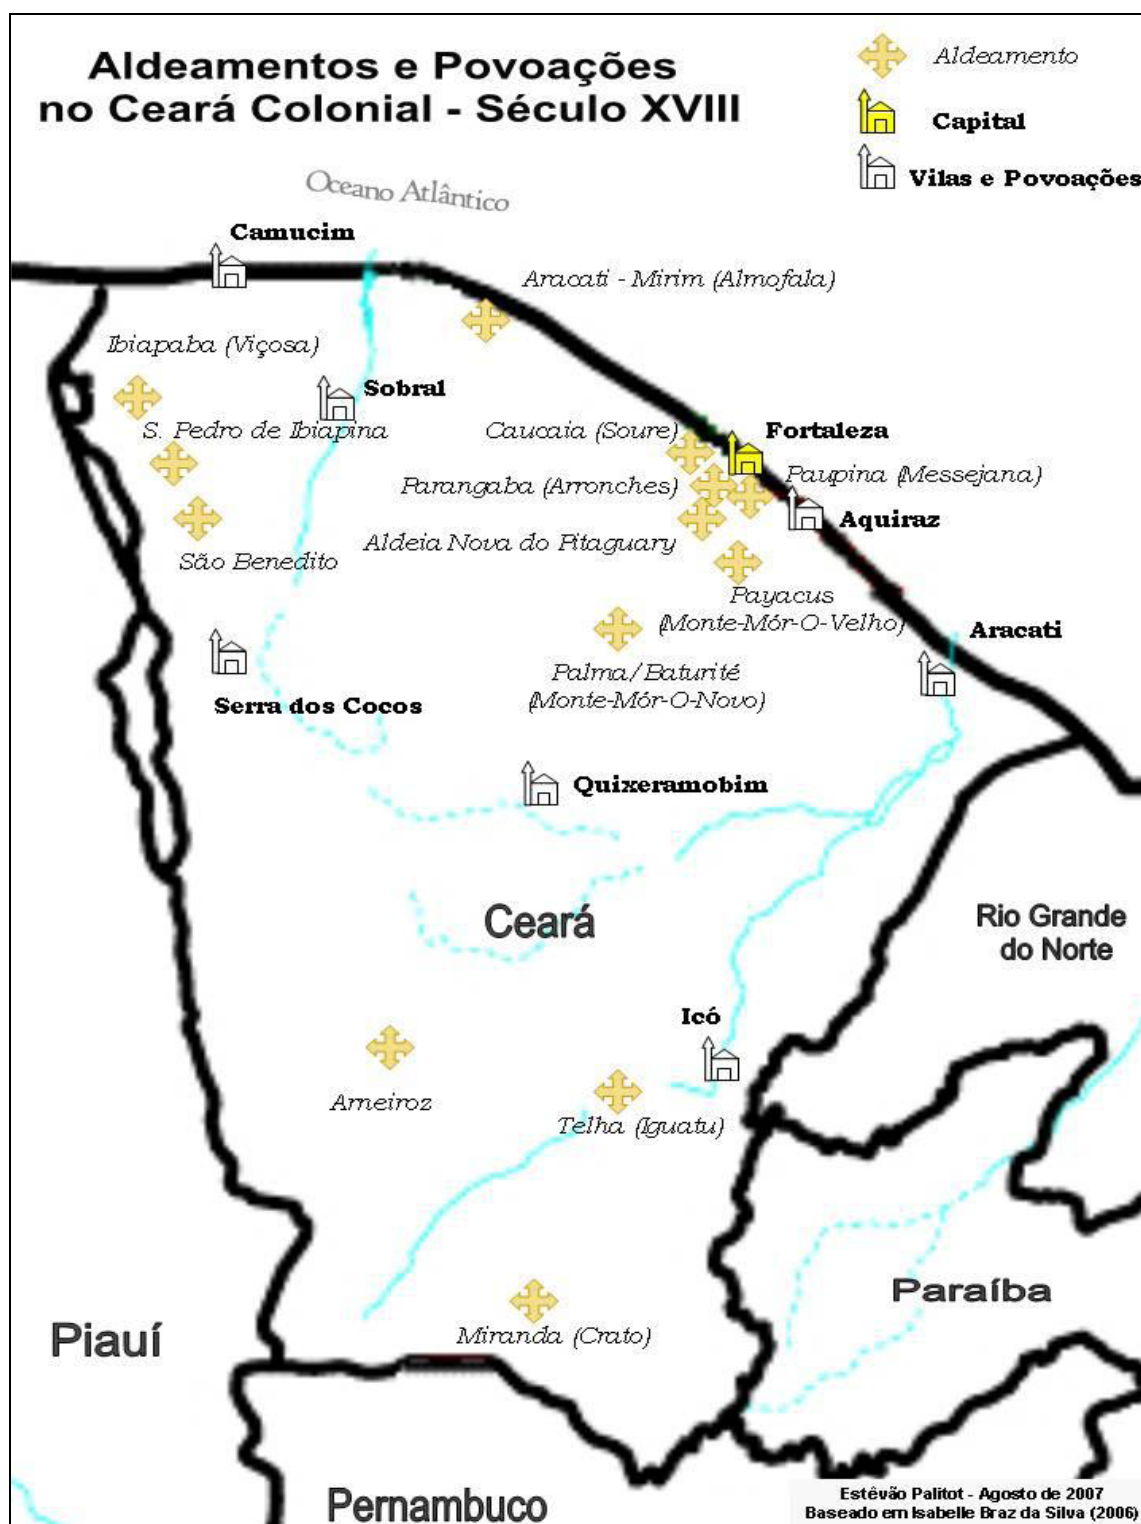 Aldeamentos e Povoações
no Ceará Colonial - Século XVIII
Aldeamento
Capital
Vilas e Povoações
Oceano Atlântico
Camucim
Aracati - Mirim (Almofala)
Ibiapaba (Viçosa)
Sobral
S. Pedro de Ibiapina
Caucaia (Soure)
Fortaleza
Parangaba (Arronches)
Paupina (Messejana)
Aquiraz
Aldeia Nova do Pitaguary
São Benedito
Payacus
(Monte-Mór-O-Velho)
Aracati
Palma/Baturité
(Monte-Mór-O-Novo)
Serra dos Cocos
Quixeramobim
Ceará
Rio Grande
do Norte
Icó
Arneiroz
Telha (Iguatu)
Paraíba
Miranda (Crato)
Piauí
Pernambuco
Estêvão Palitot - Agosto de 2007
Baseado em Isabelle Braz da Silva (2006)